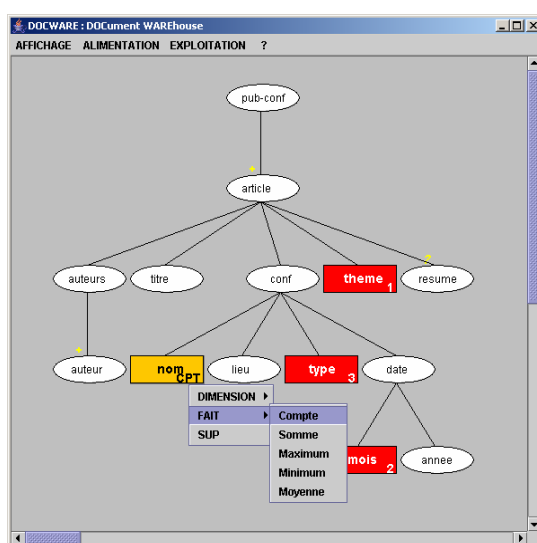 DOCWARE : DOCument WAREhouse
AFFICHAGE ALIMENTATION EXPLOITATION ?
pub-conf
+
article
auteurs titre conf theme 1 ? resume
+
auteur nom CPT lieu type 3 date
DIMENSION
FAIT Compte
SUP Somme
Maximum mois 2 annee
Minimum
Moyenne